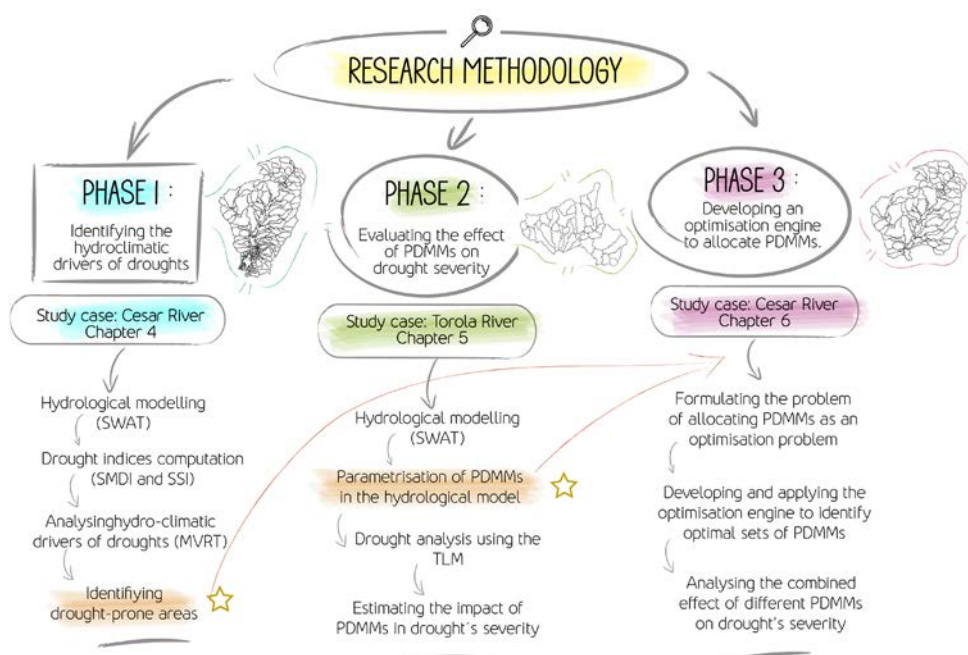 RESEARCH METHODOLOGY
PHASE 1 :
Identifying the
hydroclimatic
drivers of droughts
Study case: Cesar River
Chapter 4
Hydrological modelling
(SWAT)
Drought indices computation
(SMDI and SSI)
Analysinghydro-climatic
drivers of droughts (MVRT)
Identifiying
drought-prone areas
PHASE 2 :
Evaluating the effect
of PDMMs on
drought severity
Study case: Torola River
Chapter 5
Hydrological modelling
(SWAT)
Parametrisation of PDMMs
in the hydrological model
Drought analysis using the
TLM
Estimating the impact of
PDMMs in drought´s severity
PHASE 3 :
Developing an
optimisation engine
to allocate PDMMs.
Study case: Cesar River
Chapter 6
Formulating the problem
of allocating PDMMs as an
optimisation problem
Developing and applying the
optimisation engine to identify
optimal sets of PDMMs
Analysing the combined
effect of different PDMMs
on drought's severity